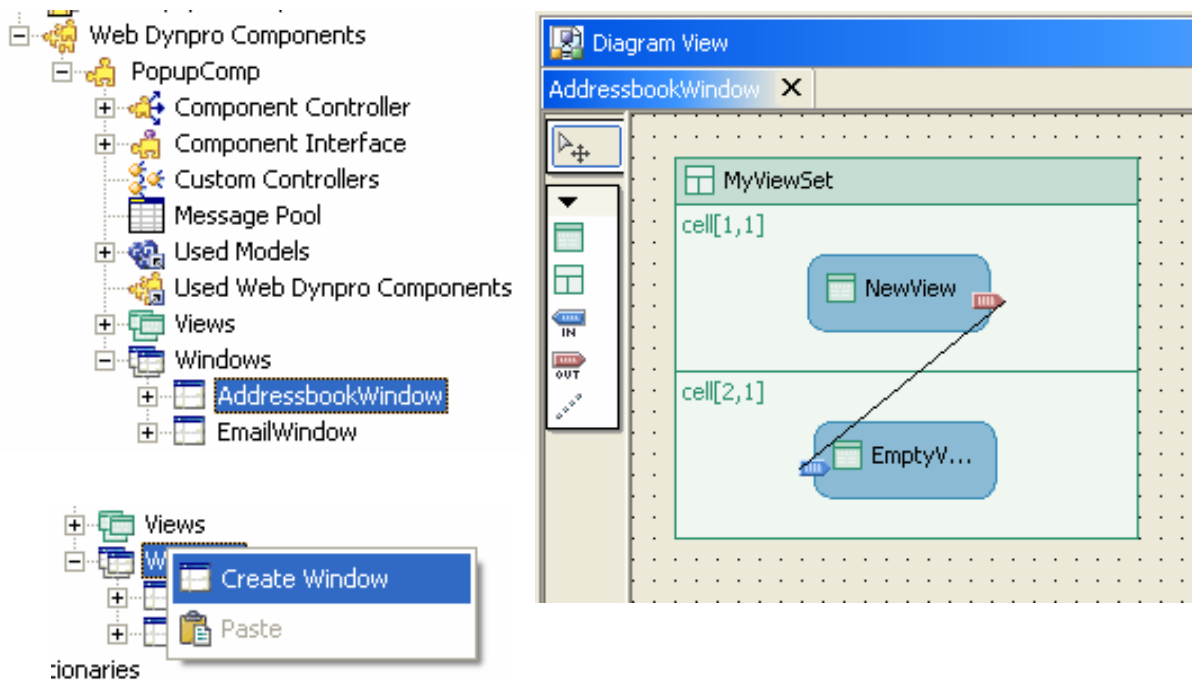 Web Dynpro Components
PopupComp
Component Controller
Component Interface
Custom Controllers
Message Pool
Used Models
Used Web Dynpro Components
Views
Windows
AddressbookWindow
EmailWindow
Views
W
Create Window
Paste
tionaries
Diagram View
AddressbookWindow
MyViewSet
cell[1,1]
NewView
IN
OUT
cell[2,1]
EmptyV...